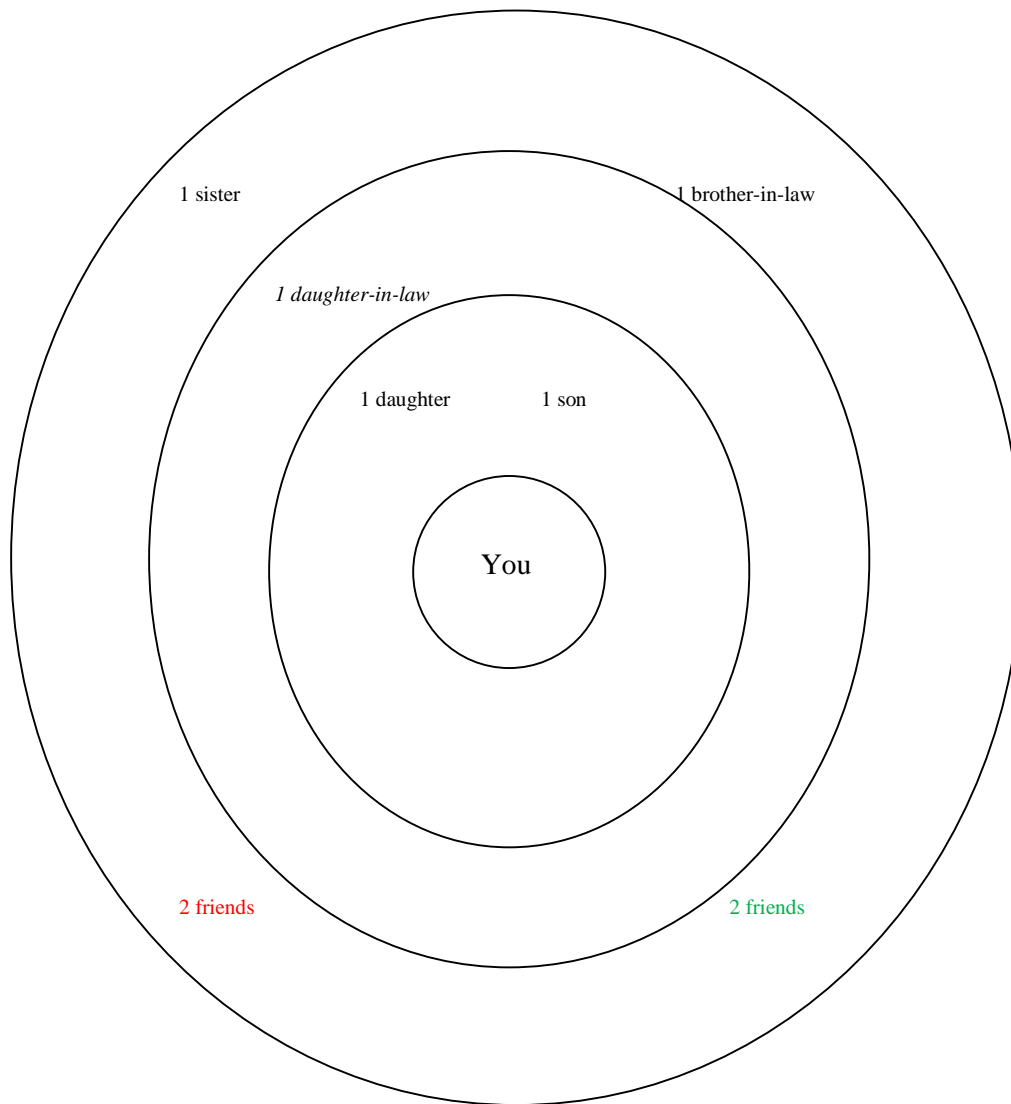 1 sister
1 brother-in-law
1 daughter-in-law
1 daughter
1 son
You
2 friends
2 friends